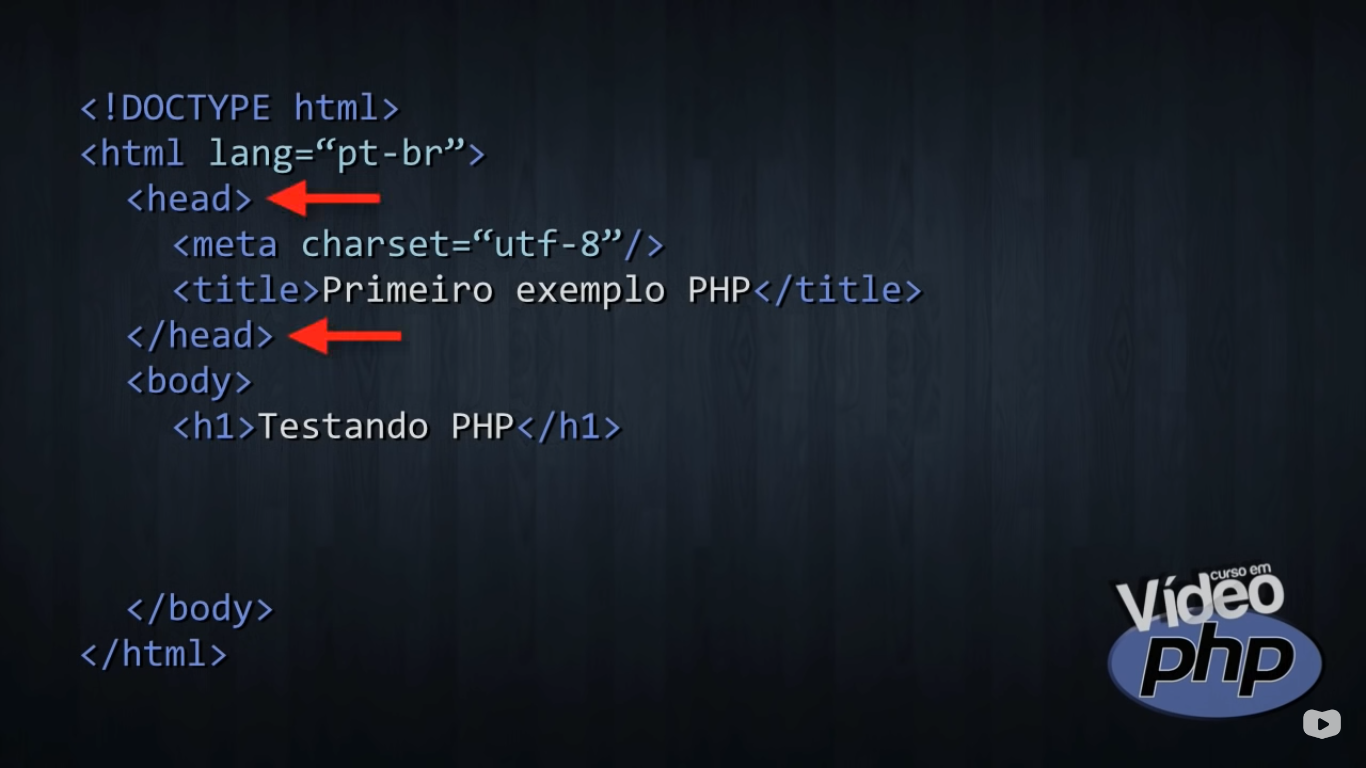 <!DOCTYPE html>
<html lang=“pt-br”>
<head>
<meta charset=“utf-8”/>
<title>Primeiro exemplo PHP</title>
</head>
<body>
<h1>Testando PHP</h1>
</body>
</html>
curso em
Vídeo
php